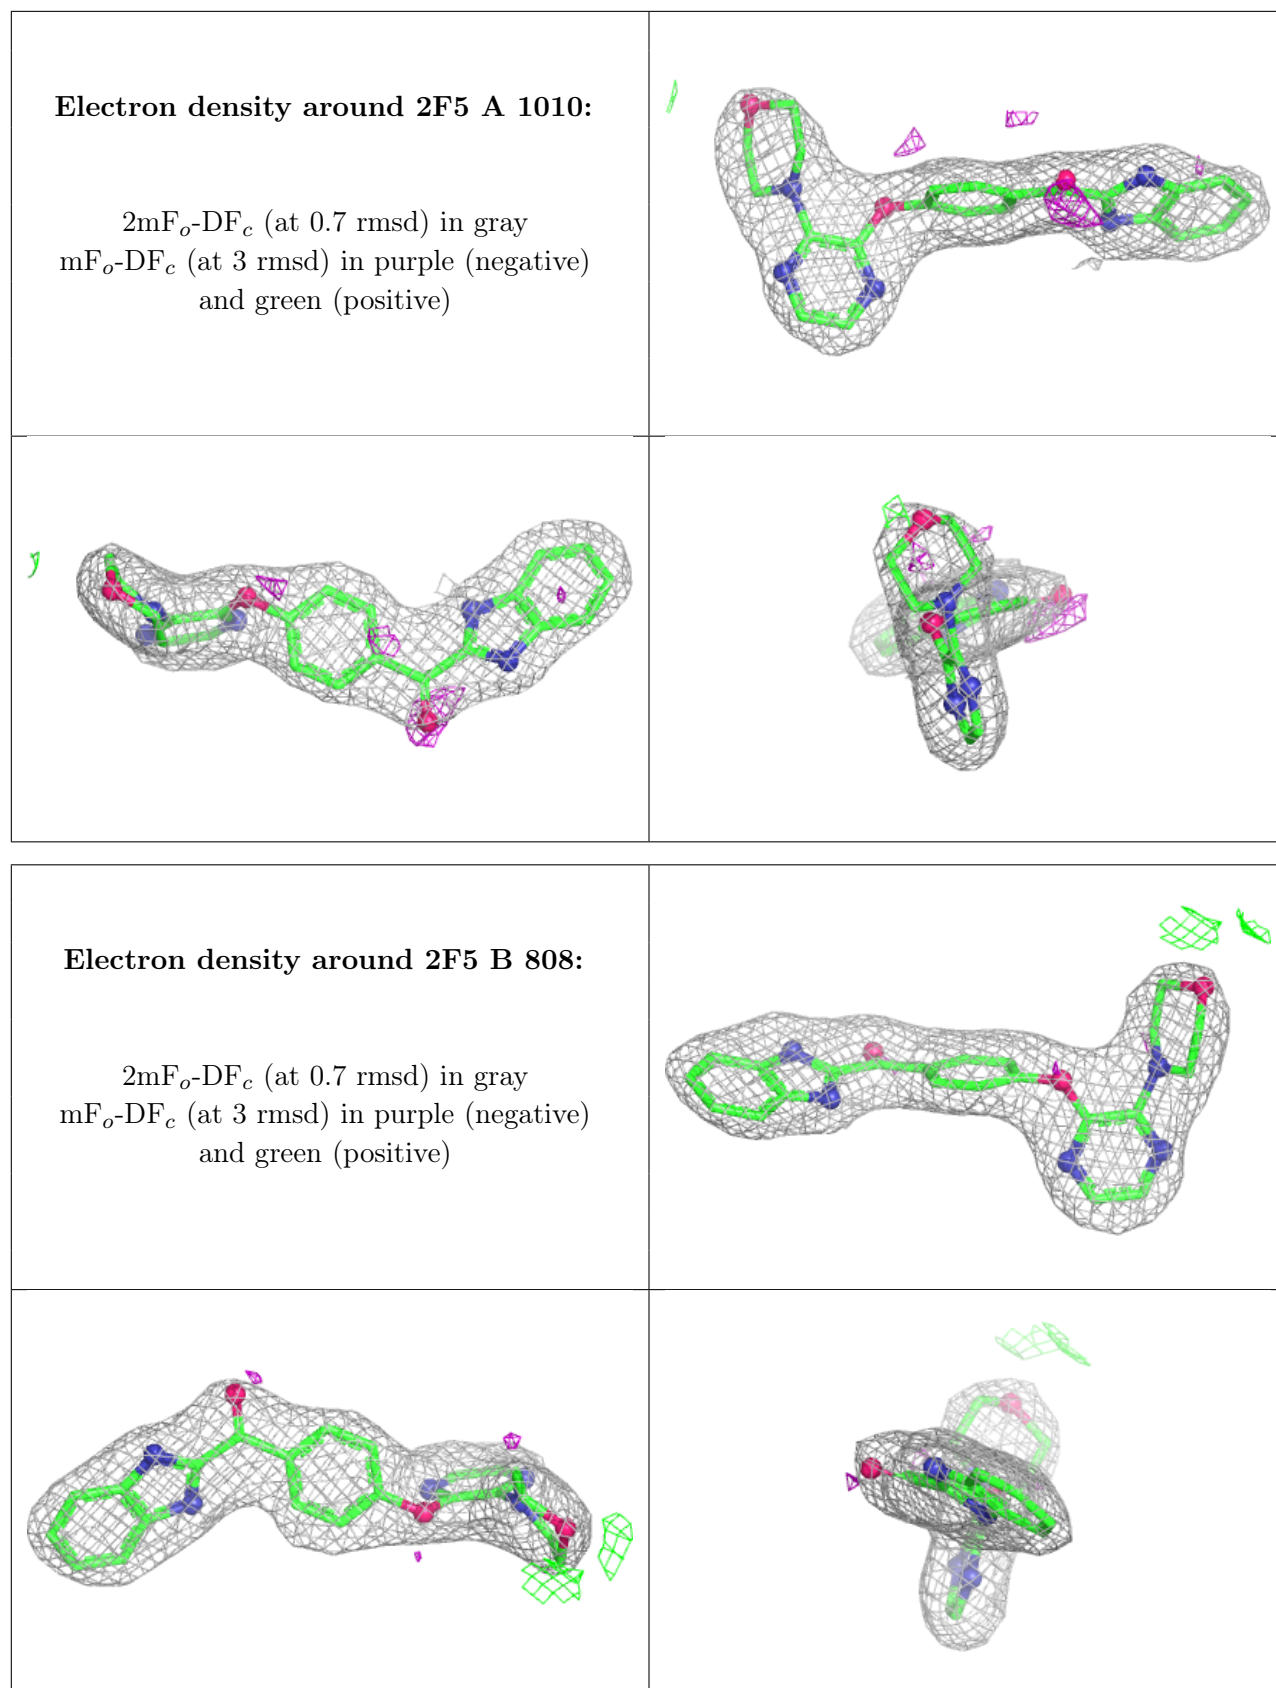 Electron density around 2F5 A 1010:
2mFo-DFc (at 0.7 rmsd) in gray
mFo-DFc (at 3 rmsd) in purple (negative)
and green (positive)
Electron density around 2F5 B 808:
2mFo-DFc (at 0.7 rmsd) in gray
mFo-DFc (at 3 rmsd) in purple (negative)
and green (positive)